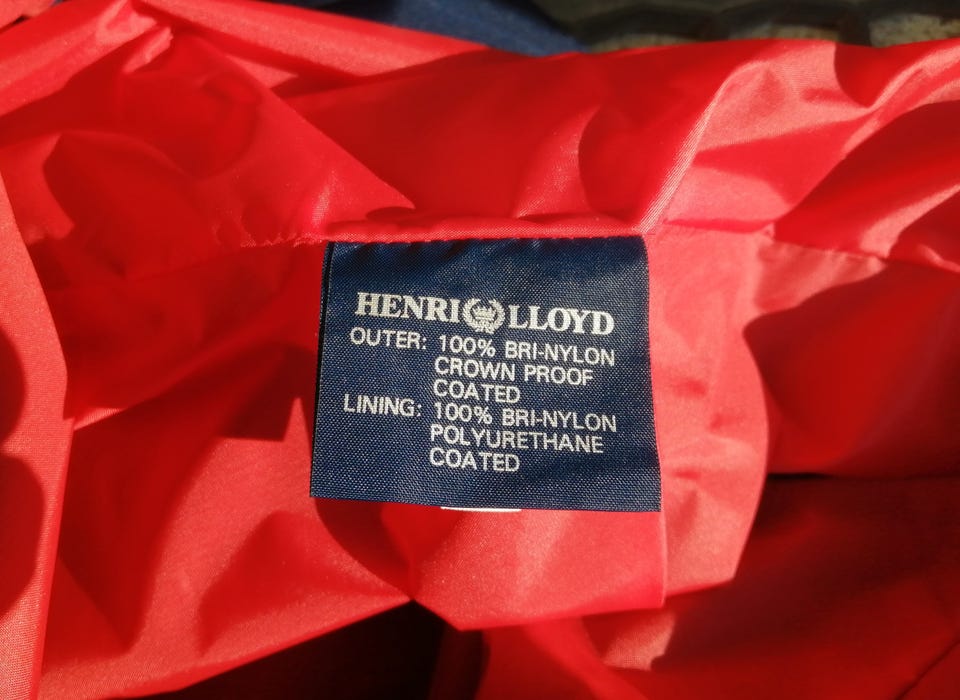 HENRI LLOYD
OUTER: 100% BRI-NYLON
CROWN PROOF
COATED
LINING: 100% BRI-NYLON
POLYURETHANE
COATED